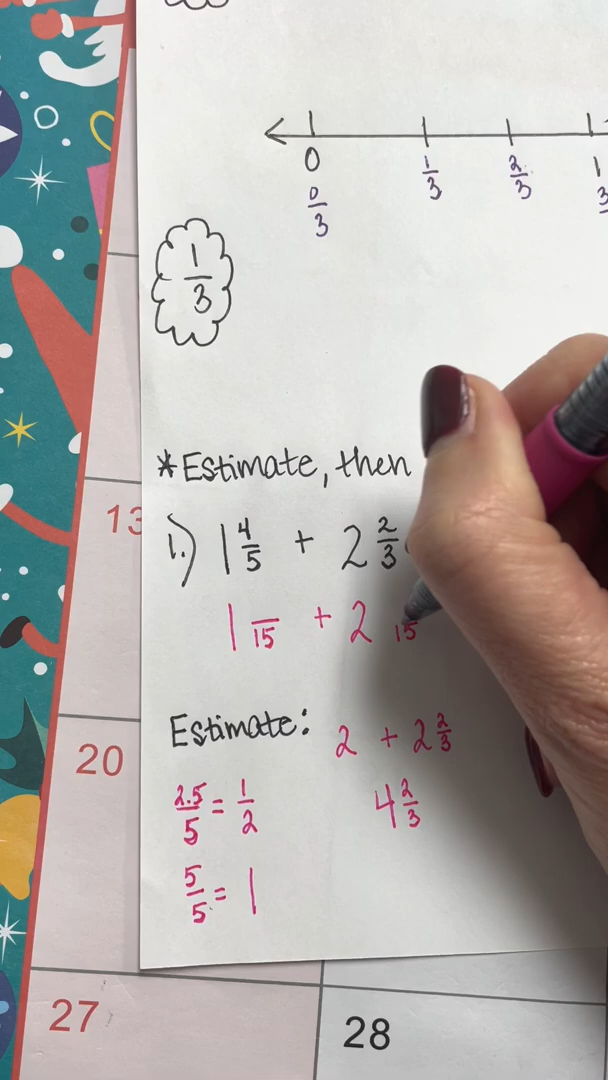 0 1/3 2/3 1
0/3 3
1/3
*Estimate, then
13
1.) 1 4/5 + 2 2/3
1 /15 + 2 /15
Estimate: 2 + 2 2/3
20
2.5/5 = 1/2 4 2/3
5/5 = 1
27
28